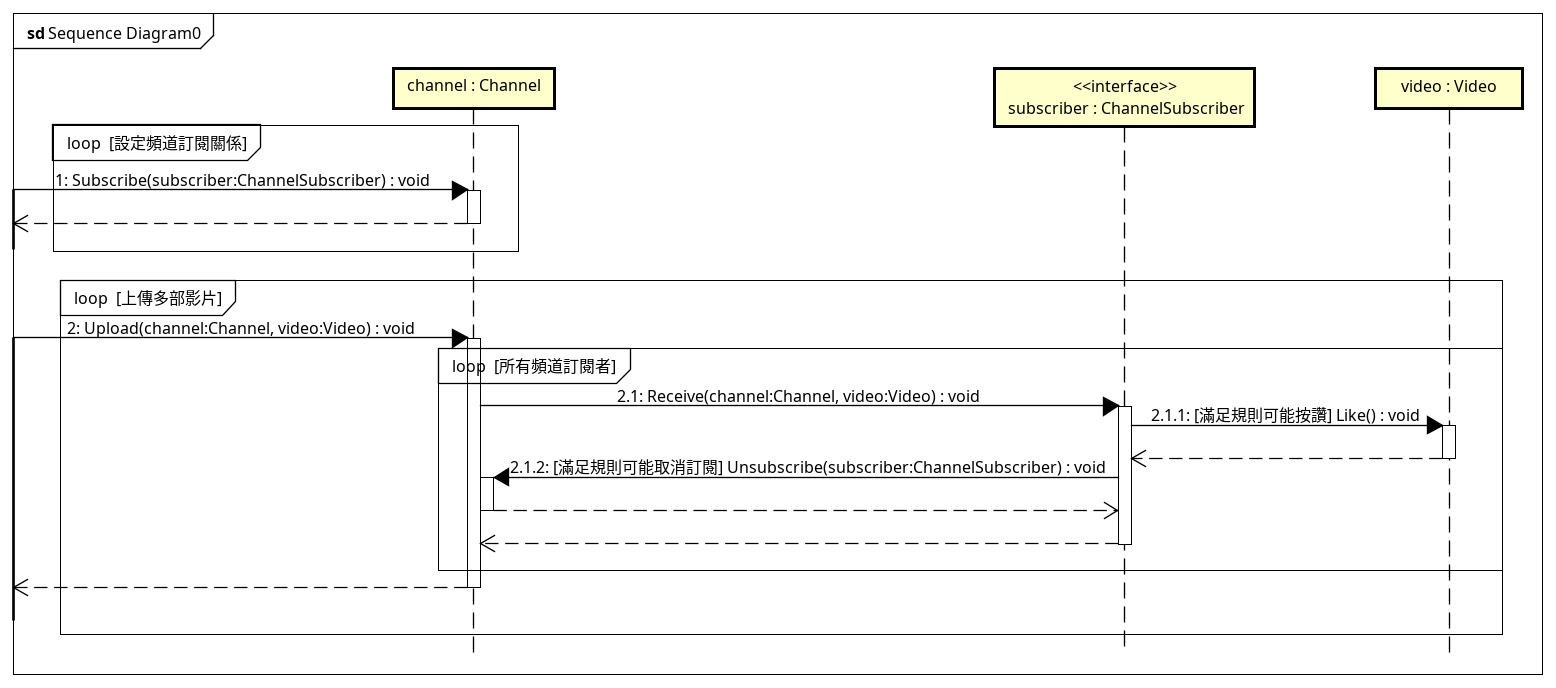 sd Sequence Diagram0
channel : Channel
<<interface>>
subscriber : ChannelSubscriber
video : Video
loop [設定頻道訂閱關係]
1: Subscribe(subscriber:ChannelSubscriber) : void
loop [上傳多部影片]
2: Upload(channel:Channel, video:Video) : void
loop [所有頻道訂閱者]
2.1: Receive(channel:Channel, video:Video) : void
2.1.1: [滿足規則可能按讚] Like() : void
2.1.2: [滿足規則可能取消訂閱] Unsubscribe(subscriber:ChannelSubscriber) : void